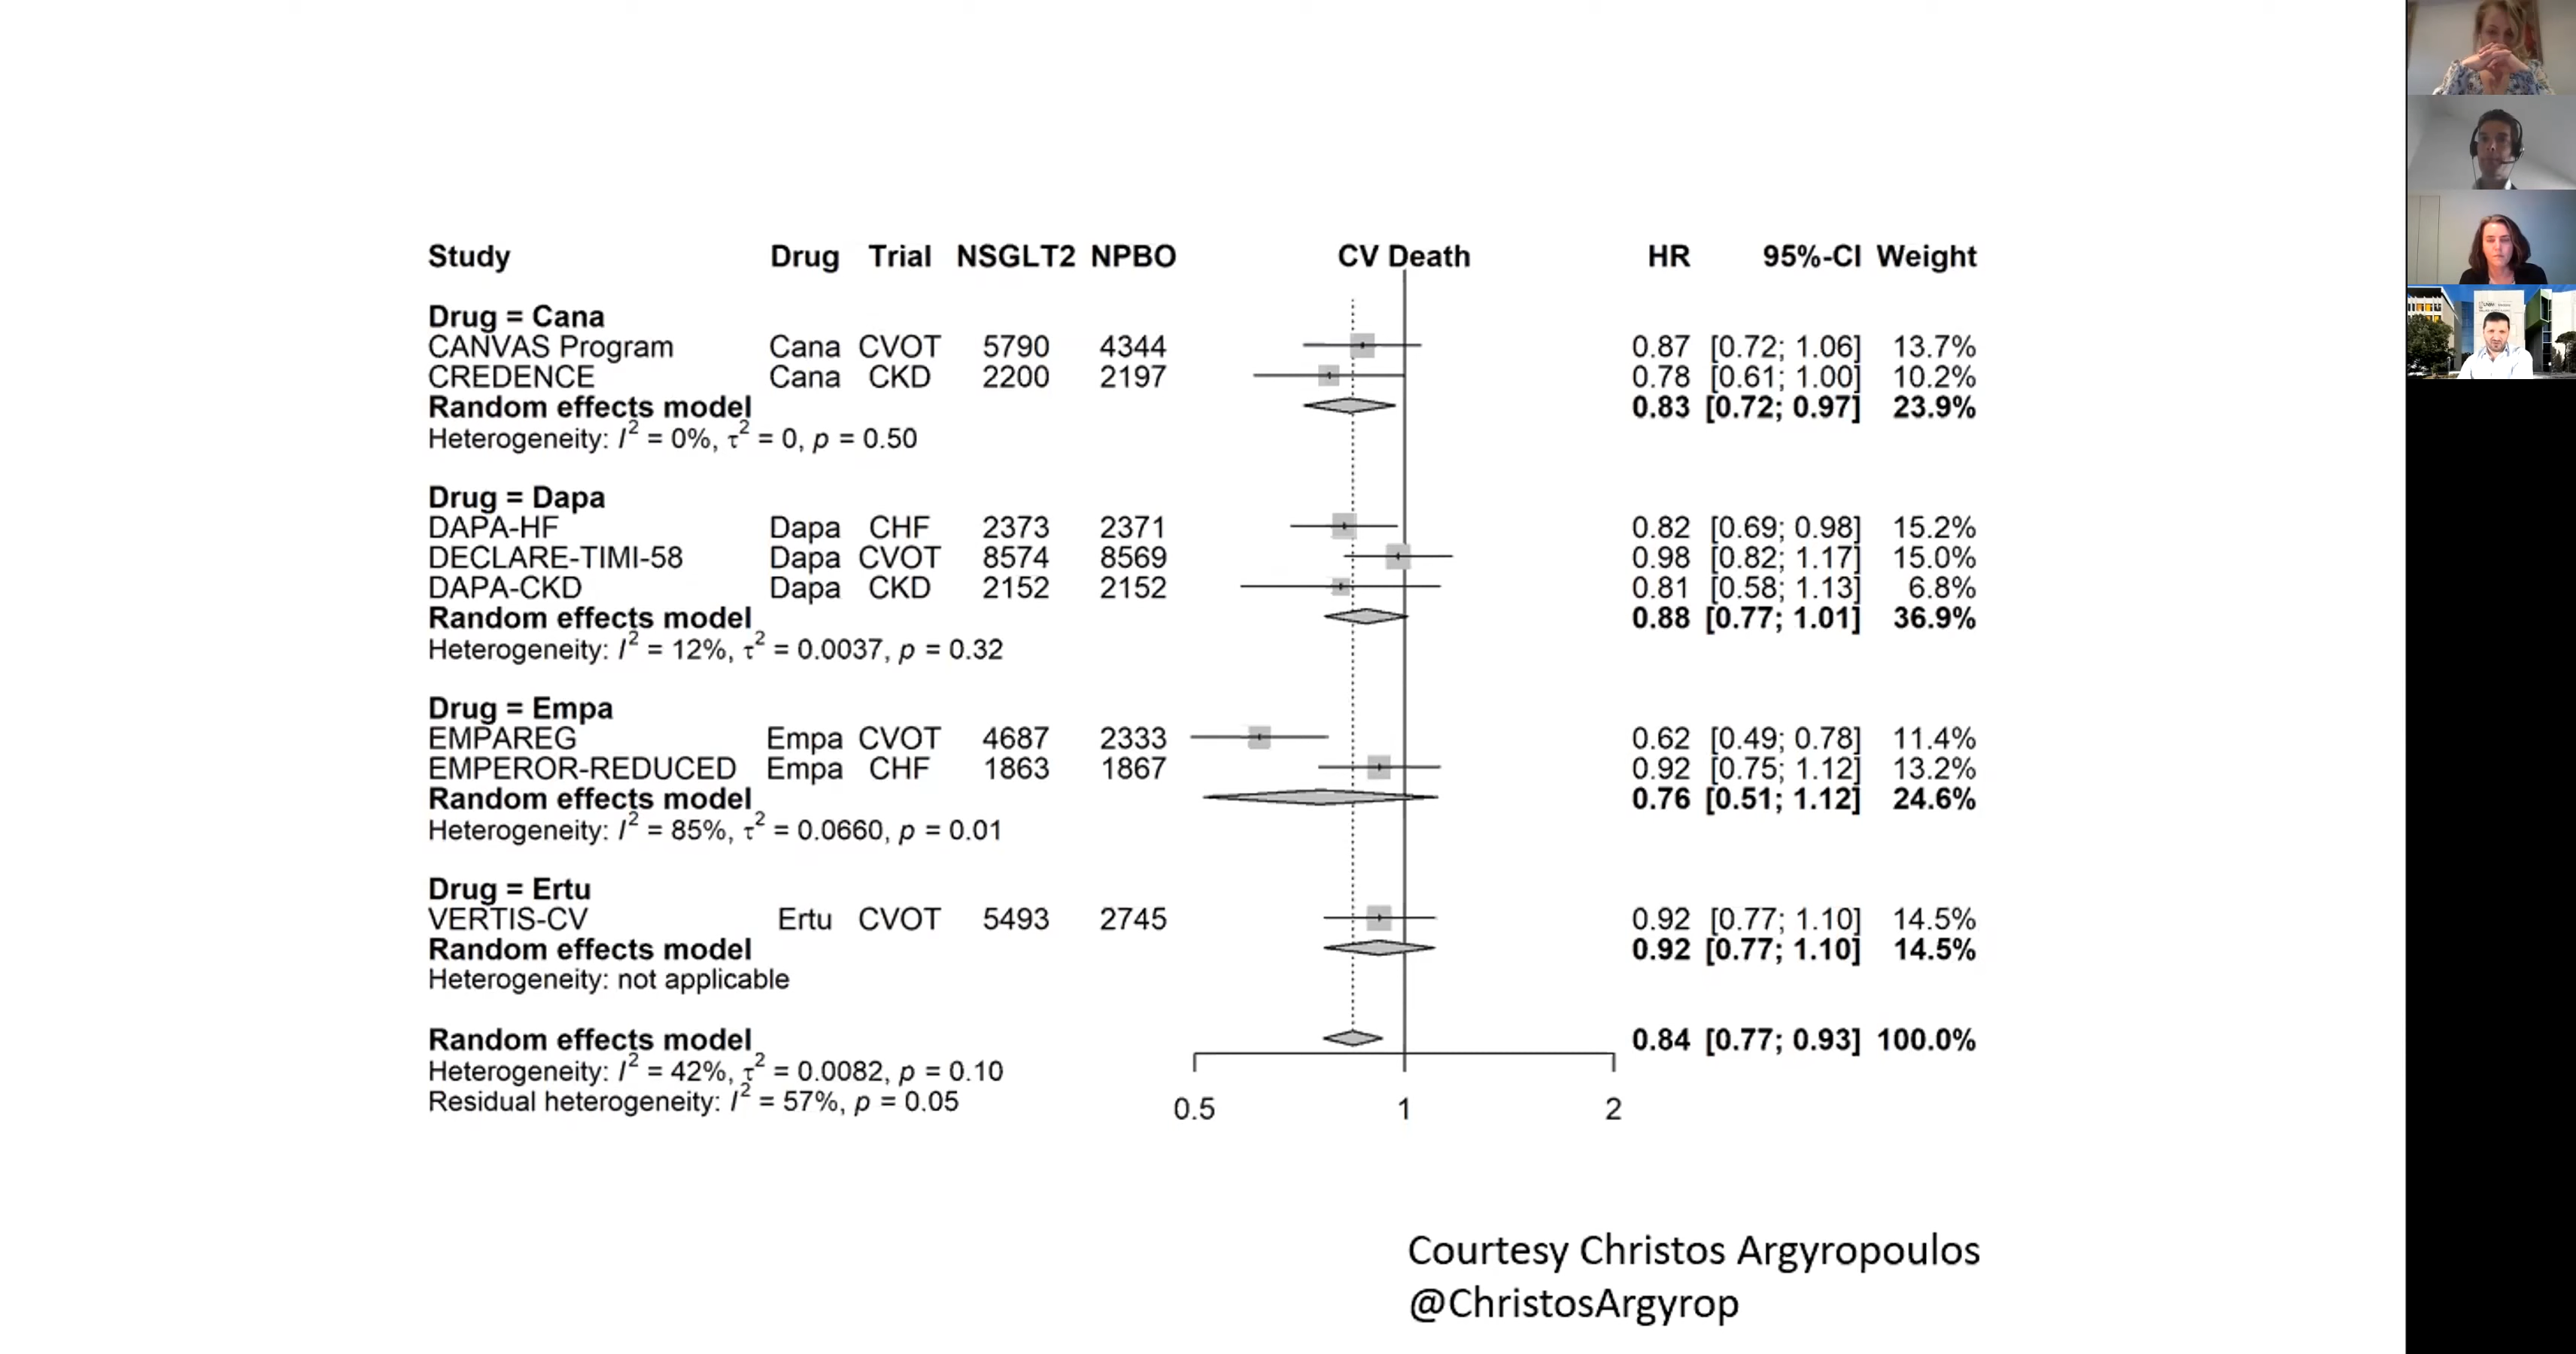 Study Drug Trial NSGLT2 NPBO CV Death HR 95%-CI Weight
Drug = Cana
CANVAS Program Cana CVOT 5790 4344 0.87 [0.72; 1.06] 13.7%
CREDENCE Cana CKD 2200 2197 0.78 [0.61; 1.00] 10.2%
Random effects model 0.83 [0.72; 0.97] 23.9%
Heterogeneity: I² = 0%, τ² = 0, p = 0.50
Drug = Dapa
DAPA-HF Dapa CHF 2373 2371 0.82 [0.69; 0.98] 15.2%
DECLARE-TIMI-58 Dapa CVOT 8574 8569 0.98 [0.82; 1.17] 15.0%
DAPA-CKD Dapa CKD 2152 2152 0.81 [0.58; 1.13] 6.8%
Random effects model 0.88 [0.77; 1.01] 36.9%
Heterogeneity: I² = 12%, τ² = 0.0037, p = 0.32
Drug = Empa
EMPAREG Empa CVOT 4687 2333 0.62 [0.49; 0.78] 11.4%
EMPEROR-REDUCED Empa CHF 1863 1867 0.92 [0.75; 1.12] 13.2%
Random effects model 0.76 [0.51; 1.12] 24.6%
Heterogeneity: I² = 85%, τ² = 0.0660, p = 0.01
Drug = Ertu
VERTIS-CV Ertu CVOT 5493 2745 0.92 [0.77; 1.10] 14.5%
Random effects model 0.92 [0.77; 1.10] 14.5%
Heterogeneity: not applicable
Random effects model 0.84 [0.77; 0.93] 100.0%
Heterogeneity: I² = 42%, τ² = 0.0082, p = 0.10
Residual heterogeneity: I² = 57%, p = 0.05
0.5 1 2
Courtesy Christos Argyropoulos
@ChristosArgyrop